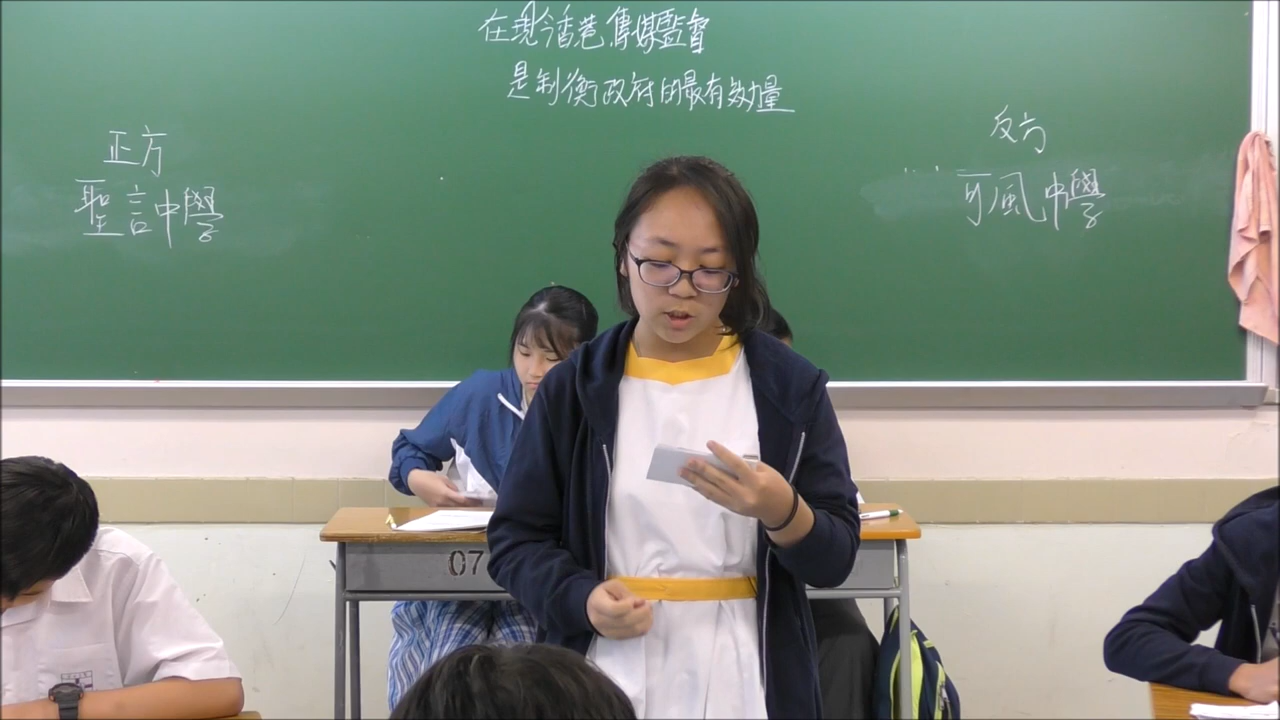 在現今香港傳媒監督
是制衡政府的最有效力量
正方
聖言中學
反方
可風中學
07